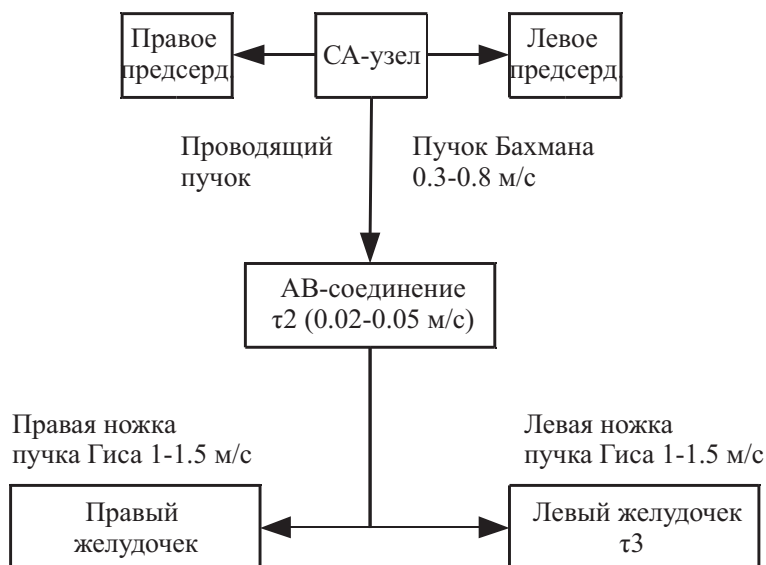 Правое
предсерд.
СА-узел
Левое
предсерд.
Проводящий
пучок
Пучок Бахмана
0.3-0.8 м/с
АВ-соединение
τ2 (0.02-0.05 м/с)
Правая ножка
пучка Гиса 1-1.5 м/с
Левая ножка
пучка Гиса 1-1.5 м/с
Правый
желудочек
Левый желудочек
τ3